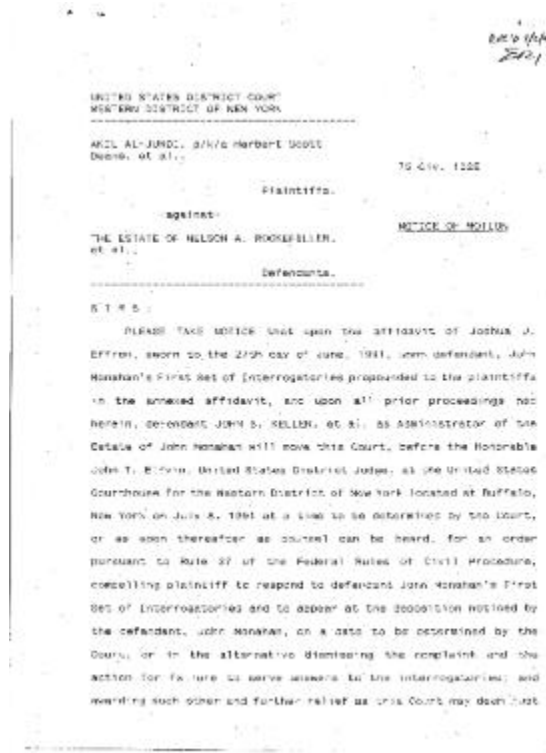 UNITED STATES DISTRICT COURT
WESTERN DISTRICT OF NEW YORK
AKIL AL-JUNDI, a/k/a Herbert Scott
Deane, et al.,
75 Civ.
Plaintiffs,
-against-
NOTICE OF MOTION
THE ESTATE OF NELSON A. ROCKEFELLER,
et al.,
Defendants.
S I R S :
PLEASE TAKE NOTICE that upon the affidavit of Joshua J.
Effron, sworn to the 27th day of June, 1991, upon defendant, John
Monahan's First Set of Interrogatories propounded to the plaintiffs
in the annexed affidavit, and upon all prior proceedings had
herein, defendant JOHN B. KELLER, et al. as Administrator of the
Estate of John Monahan will move this Court, before the Honorable
John T. Elfvin, United States District Judge, at the United States
Courthouse for the Western District of New York located at Buffalo,
New York on July 8, 1991 at a time to be determined by the Court,
or as soon thereafter as counsel can be heard, for an order
pursuant to Rule 37 of the Federal Rules of Civil Procedure,
compelling plaintiff to respond to defendant John Monahan's First
Set of Interrogatories and to appear at the deposition noticed by
the defendant, John Monahan, on a date to be determined by the
Court, or in the alternative dismissing the complaint and the
action for failure to serve answers to the interrogatories; and
awarding such other and further relief as this Court may deem just